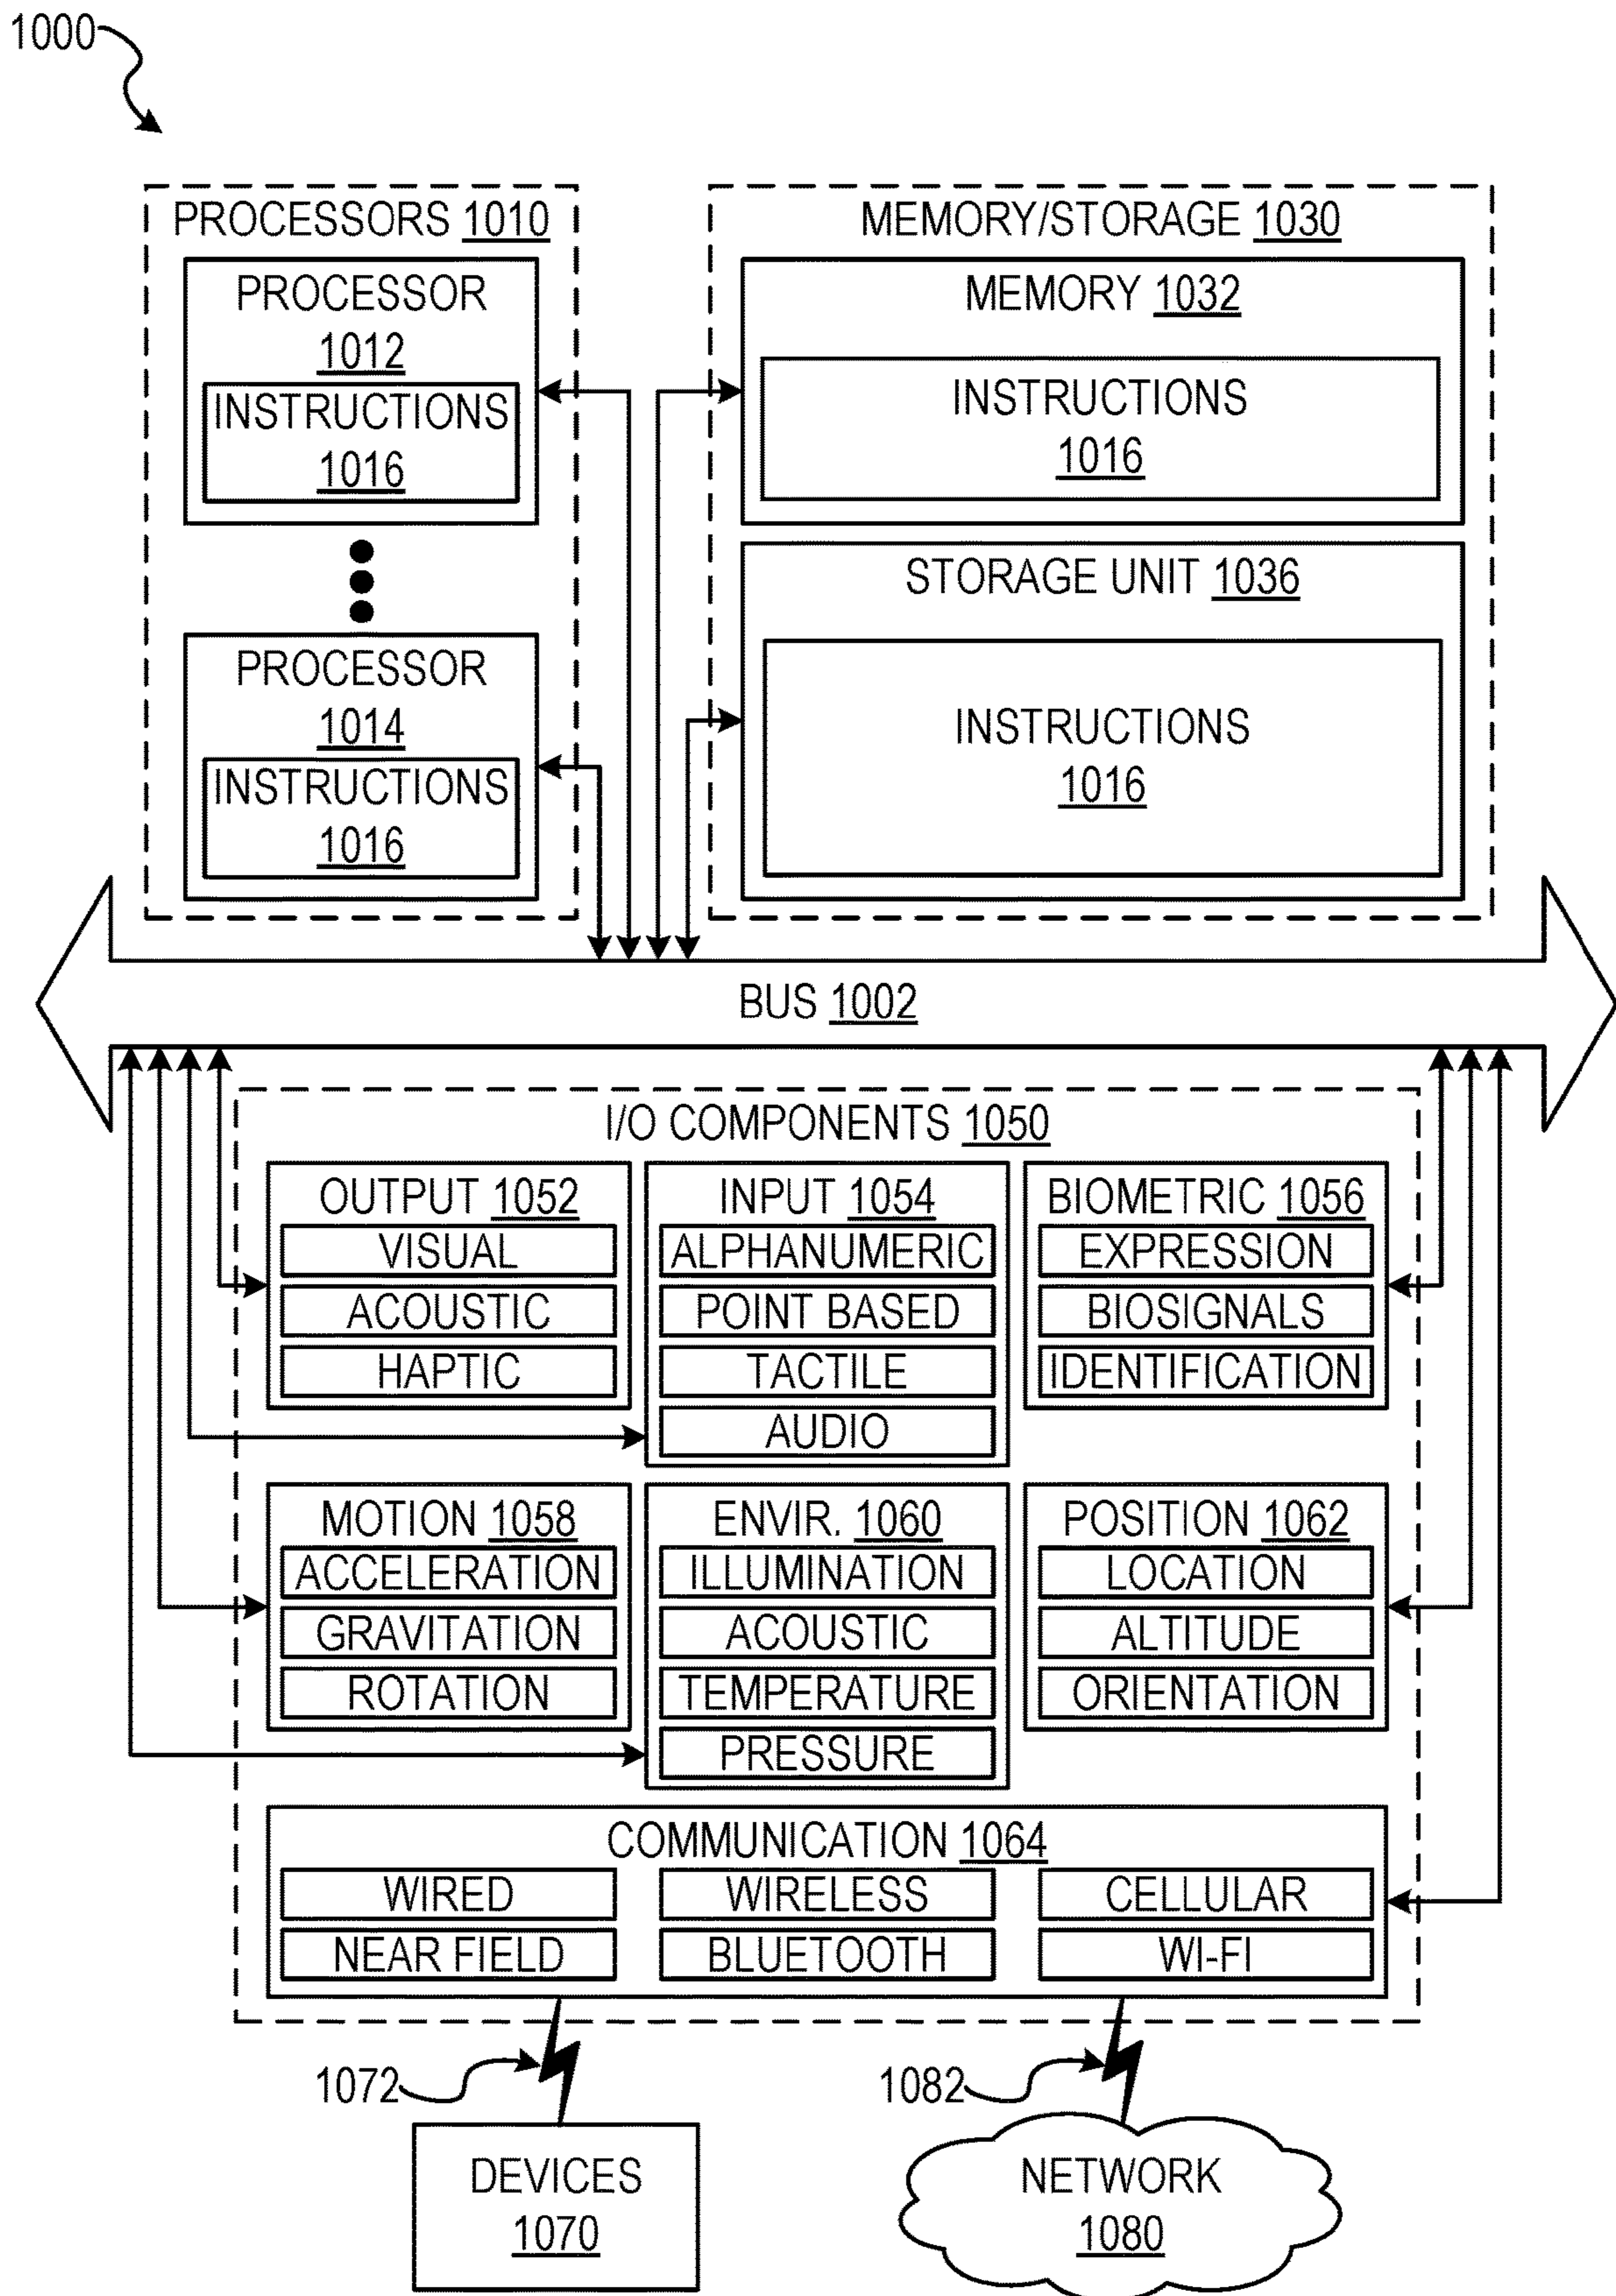 1000
PROCESSORS 1010
PROCESSOR
1012
INSTRUCTIONS
1016
PROCESSOR
1014
INSTRUCTIONS
1016
MEMORY/STORAGE 1030
MEMORY 1032
INSTRUCTIONS
1016
STORAGE UNIT 1036
INSTRUCTIONS
1016
BUS 1002
I/O COMPONENTS 1050
OUTPUT 1052
VISUAL
ACOUSTIC
HAPTIC
INPUT 1054
ALPHANUMERIC
POINT BASED
TACTILE
AUDIO
BIOMETRIC 1056
EXPRESSION
BIOSIGNALS
IDENTIFICATION
MOTION 1058
ACCELERATION
GRAVITATION
ROTATION
ENVIR. 1060
ILLUMINATION
ACOUSTIC
TEMPERATURE
PRESSURE
POSITION 1062
LOCATION
ALTITUDE
ORIENTATION
COMMUNICATION 1064
WIRED
WIRELESS
CELLULAR
NEAR FIELD
BLUETOOTH
WI-FI
1072
1082
DEVICES
1070
NETWORK
1080